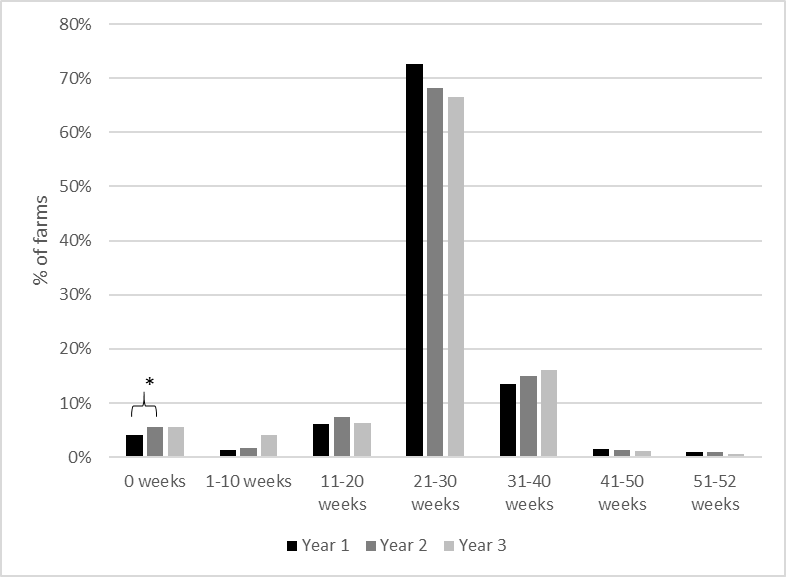 80%
70%
60%
50%
40%
30%
20%
10%
0%
% of farms
*
0 weeks 1-10 weeks 11-20 21-30 31-40 41-50 51-52
weeks weeks weeks weeks weeks
Year 1 Year 2 Year 3